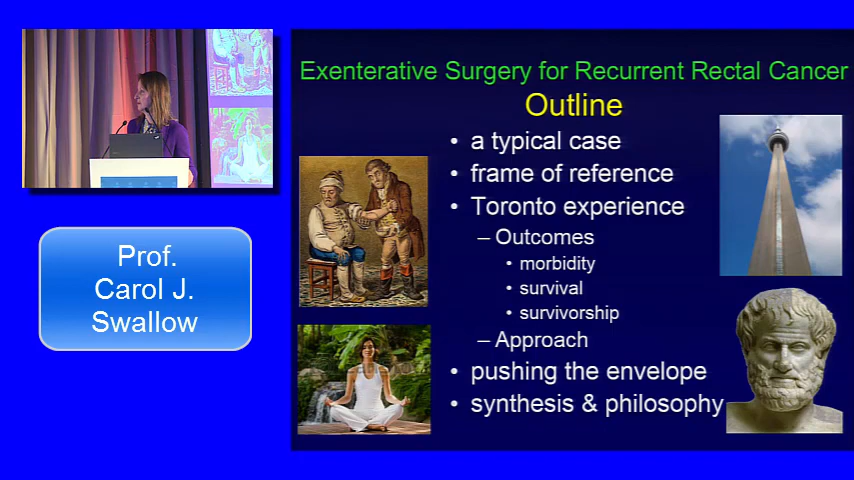 Exenterative Surgery for Recurrent Rectal Cancer
Outline
• a typical case
• frame of reference
• Toronto experience
– Outcomes
• morbidity
• survival
• survivorship
– Approach
• pushing the envelope
• synthesis & philosophy
Prof.
Carol J.
Swallow